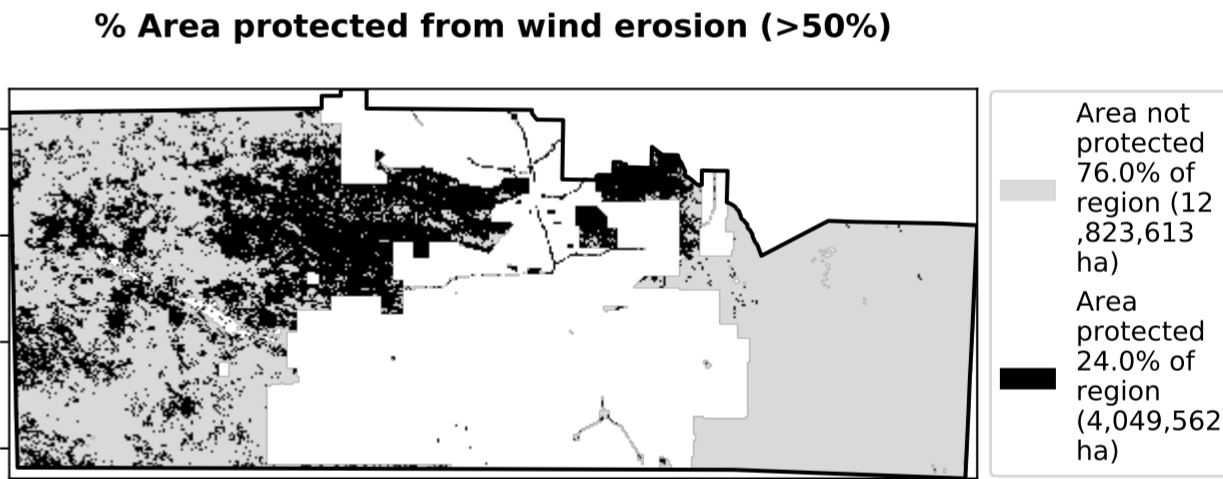 % Area protected from wind erosion (>50%)
Area not
protected
76.0% of
region (12
,823,613
ha)
Area
protected
24.0% of
region
(4,049,562
ha)